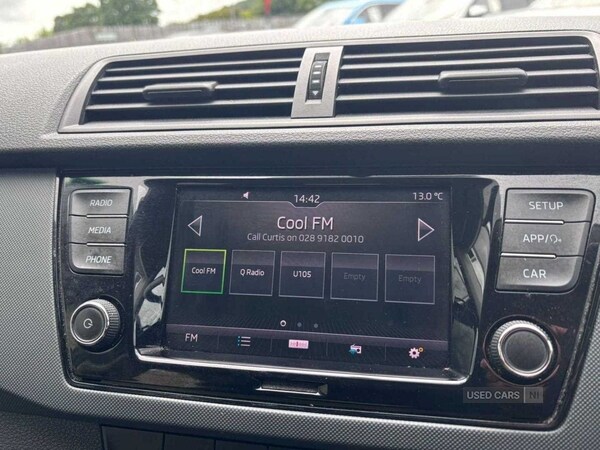 14:42
13.0 °C
RADIO
MEDIA
PHONE
Cool FM
Call Curtis on 028 9182 0010
Cool FM
Q Radio
U105
Empty
Empty
FM
SETUP
APP/
CAR
USED CARS NI